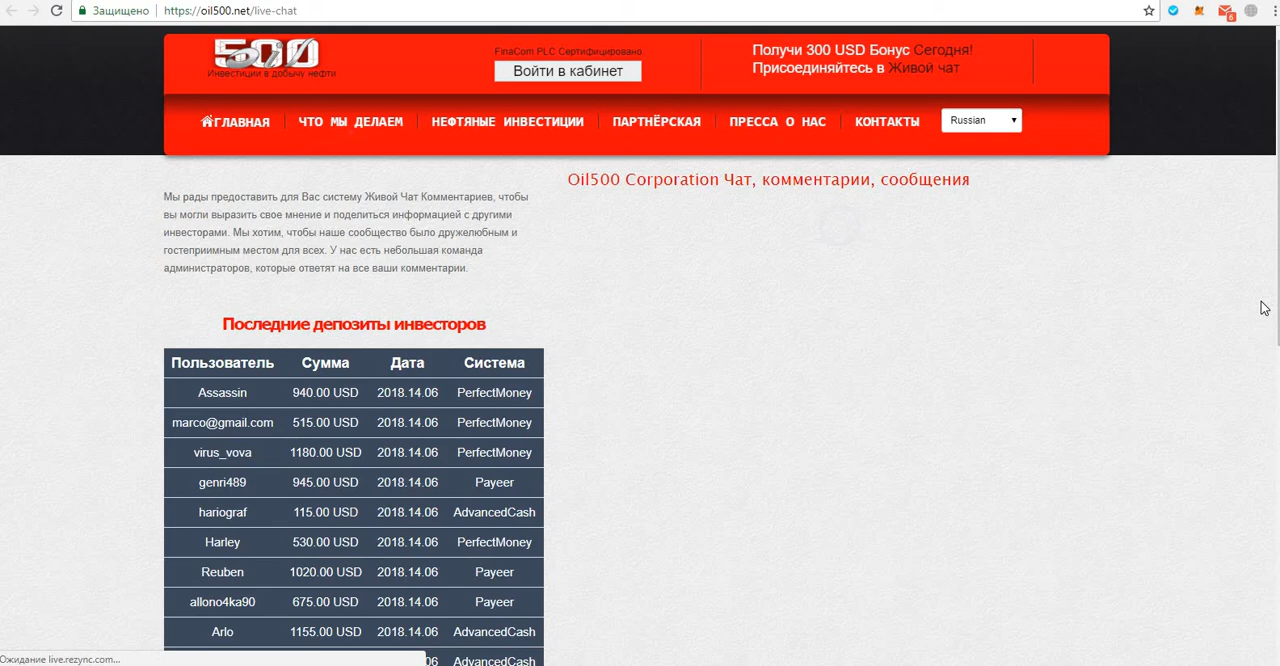 Защищено https://oil500.net/live-chat
6
500
Инвестиции в добычу нефти
FinaCom PLC Сертифицировано
Войти в кабинет
Получи 300 USD Бонус Сегодня!
Присоединяйтесь в Живой чат
ГЛАВНАЯ ЧТО МЫ ДЕЛАЕМ НЕФТЯНЫЕ ИНВЕСТИЦИИ ПАРТНЁРСКАЯ ПРЕССА О НАС КОНТАКТЫ Russian
Мы рады предоставить для Вас систему Живой Чат Комментариев, чтобы
вы могли выразить свое мнение и поделиться информацией с другими
инвесторами. Мы хотим, чтобы наше сообщество было дружелюбным и
гостеприимным местом для всех. У нас есть небольшая команда
администраторов, которые ответят на все ваши комментарии.
Oil500 Corporation Чат, комментарии, сообщения
Последние депозиты инвесторов
Пользователь Сумма Дата Система
Assassin 940.00 USD 2018.14.06 PerfectMoney
marco@gmail.com 515.00 USD 2018.14.06 PerfectMoney
virus_vova 1180.00 USD 2018.14.06 PerfectMoney
genri489 945.00 USD 2018.14.06 Payeer
hariograf 115.00 USD 2018.14.06 AdvancedCash
Harley 530.00 USD 2018.14.06 PerfectMoney
Reuben 1020.00 USD 2018.14.06 Payeer
allono4ka90 675.00 USD 2018.14.06 Payeer
Arlo 1155.00 USD 2018.14.06 AdvancedCash
06 AdvancedCash
Ожидание live.rezync.com...